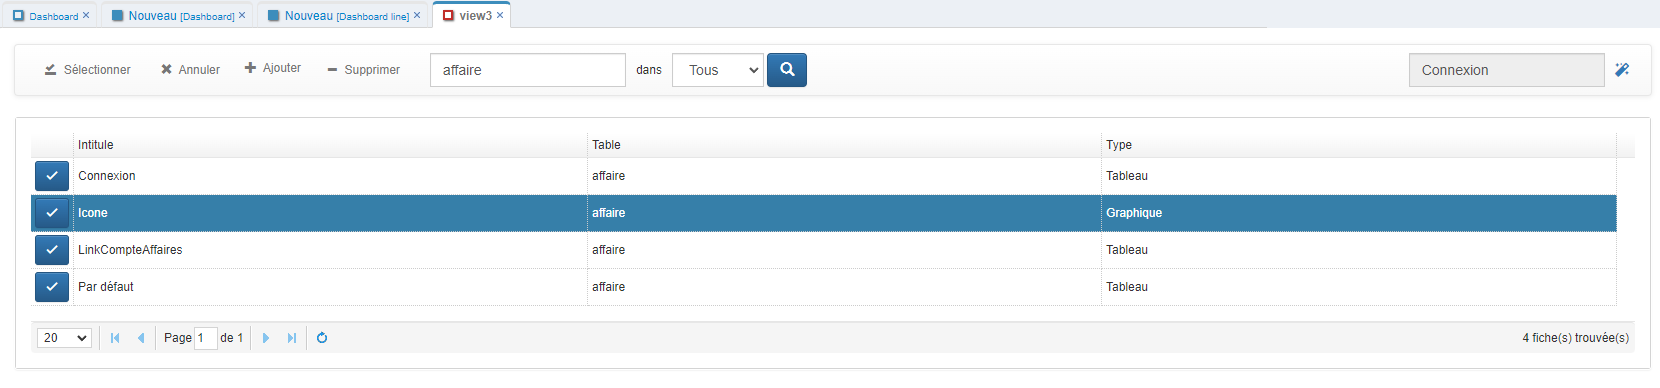 Dashboard × Nouveau [Dashboard] × Nouveau [Dashboard line] × view3 ×
Sélectionner Annuler Ajouter Supprimer affaire dans Tous Connexion
Intitule Table Type
Connexion affaire Tableau
Icone affaire Graphique
LinkCompteAffaires affaire Tableau
Par défaut affaire Tableau
20 Page 1 de 1 4 fiche(s) trouvée(s)